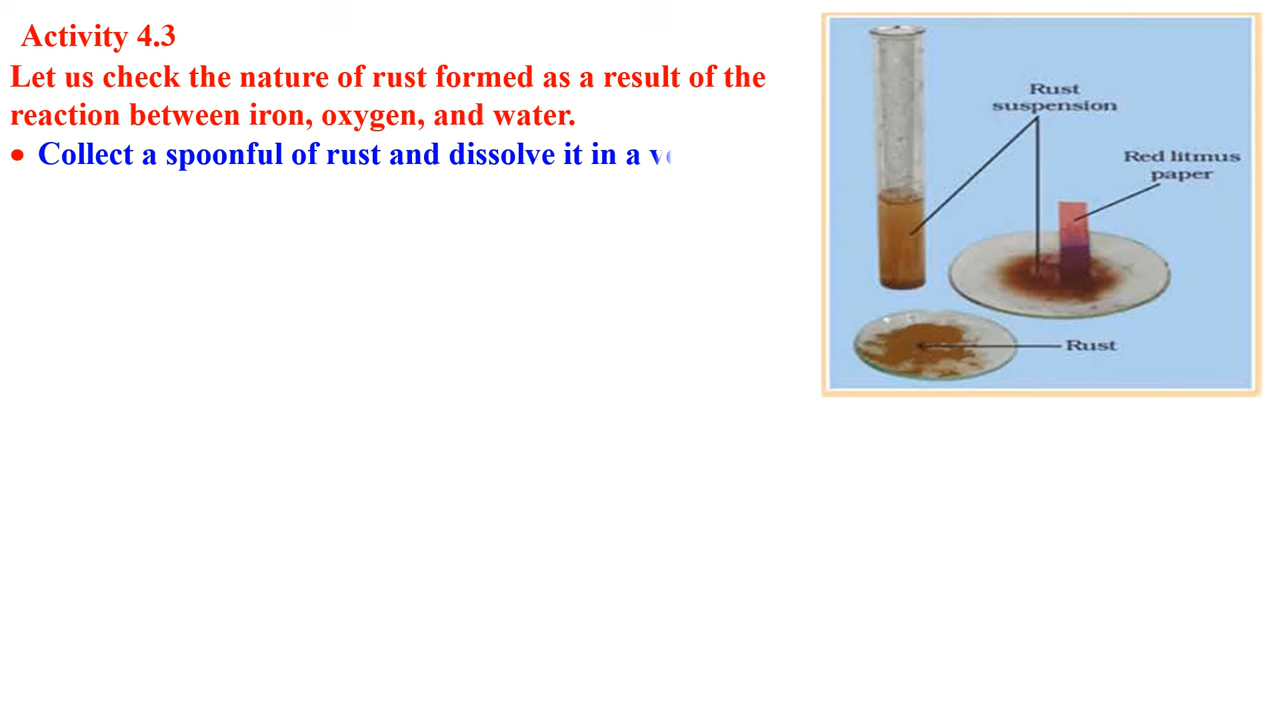 Activity 4.3
Let us check the nature of rust formed as a result of the
reaction between iron, oxygen, and water.
• Collect a spoonful of rust and dissolve it in a
Rust
suspension
Red litmus
paper
Rust